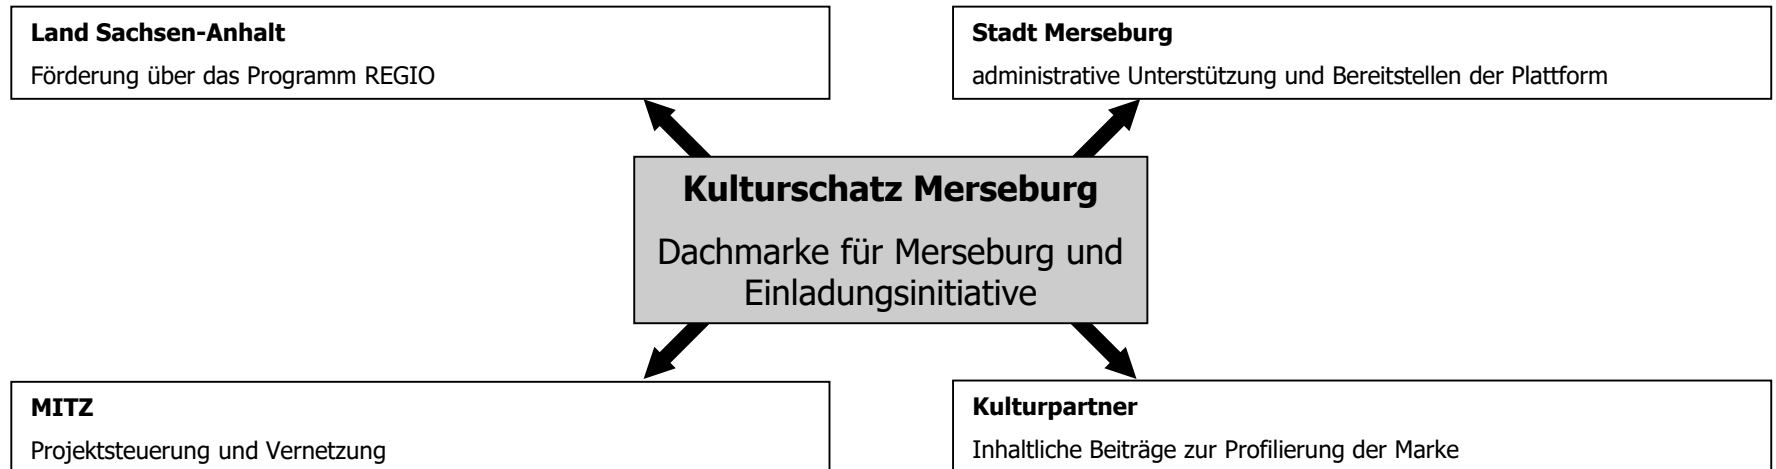 Land Sachsen-Anhalt
Förderung über das Programm REGIO
Stadt Merseburg
administrative Unterstützung und Bereitstellen der Plattform
Kulturschatz Merseburg
Dachmarke für Merseburg und
Einladungsinitiative
MITZ
Projektsteuerung und Vernetzung
Kulturpartner
Inhaltliche Beiträge zur Profilierung der Marke